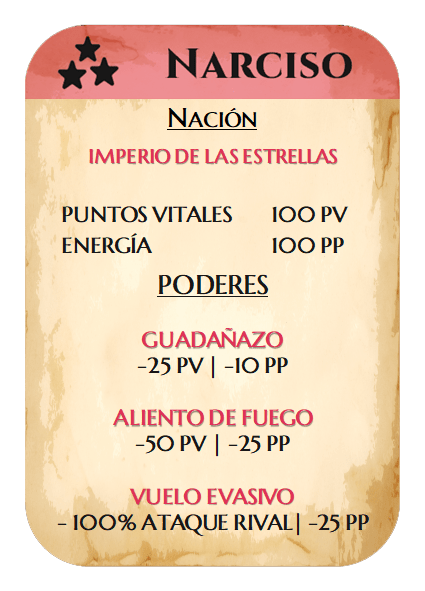 Narciso
Nación
IMPERIO DE LAS ESTRELLAS
PUNTOS VITALES 100 PV
ENERGÍA 100 PP
PODERES
GUADAÑAZO
-25 PV | -10 PP
ALIENTO DE FUEGO
-50 PV | -25 PP
VUELO EVASIVO
- 100% ATAQUE RIVAL| -25 PP